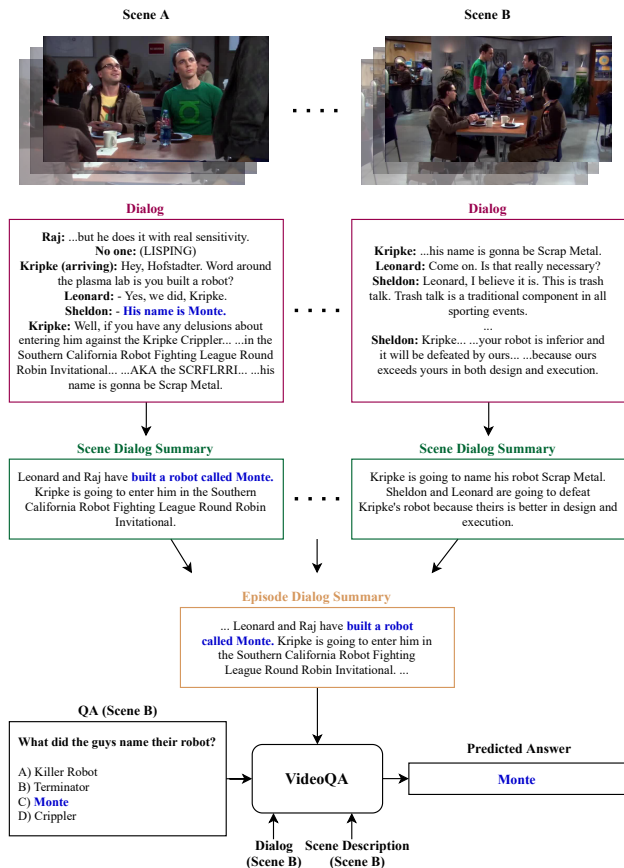 Scene A
Scene B
. . . .
Dialog
Raj: ...but he does it with real sensitivity.
No one: (LISPING)
Kripke (arriving): Hey, Hofstadter. Word around
the plasma lab is you built a robot?
Leonard: - Yes, we did, Kripke.
Sheldon: - His name is Monte.
Kripke: Well, if you have any delusions about
entering him against the Kripke Crippler... ...in the
Southern California Robot Fighting League Round
Robin Invitational... ...AKA the SCRFLRRI... ...his
name is gonna be Scrap Metal.
. . . .
Dialog
Kripke: ...his name is gonna be Scrap Metal.
Leonard: Come on. Is that really necessary?
Sheldon: Leonard, I believe it is. This is trash
talk. Trash talk is a traditional component in all
sporting events.
...
Sheldon: Kripke... ...your robot is inferior and
it will be defeated by ours... ...because ours
exceeds yours in both design and execution.
Scene Dialog Summary
Leonard and Raj have built a robot called Monte.
Kripke is going to enter him in the Southern
California Robot Fighting League Round Robin
Invitational.
. . . .
Scene Dialog Summary
Kripke is going to name his robot Scrap Metal.
Sheldon and Leonard are going to defeat
Kripke's robot because theirs is better in design and
execution.
Episode Dialog Summary
... Leonard and Raj have built a robot
called Monte. Kripke is going to enter him in
the Southern California Robot Fighting
League Round Robin Invitational. ...
QA (Scene B)
What did the guys name their robot?
A) Killer Robot
B) Terminator
C) Monte
D) Crippler
VideoQA
Predicted Answer
Monte
Dialog
(Scene B)
Scene Description
(Scene B)